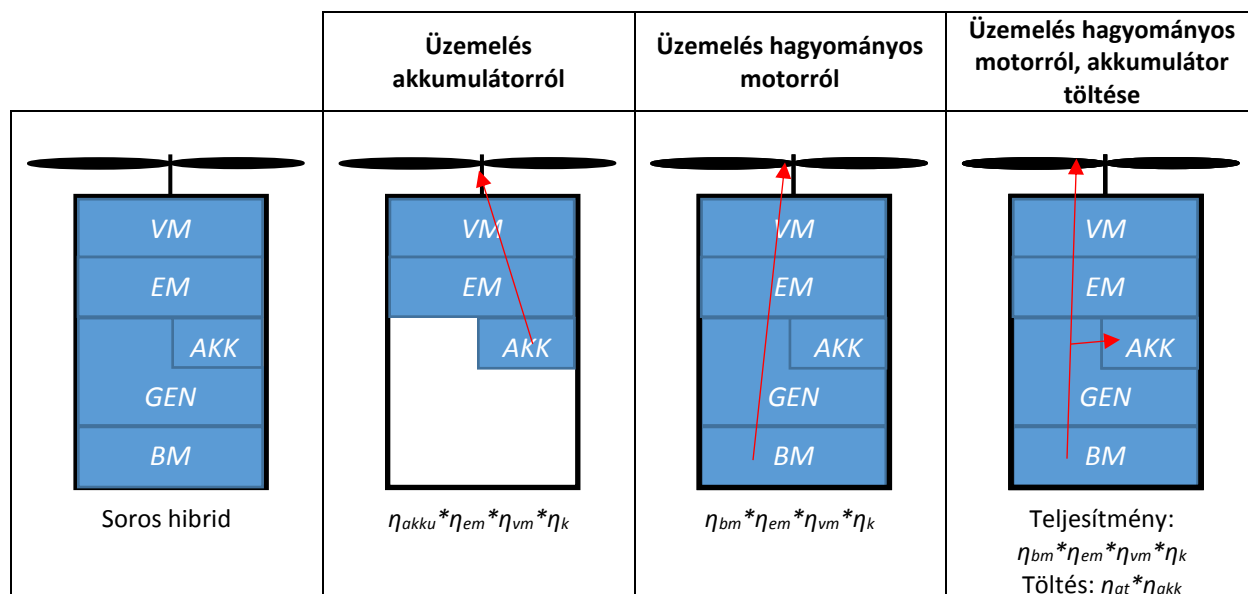 Üzemelés
akkumulátorról
Üzemelés hagyományos
motorról
Üzemelés hagyományos
motorról, akkumulátor
töltése
VM
EM
AKK
GEN
BM
Soros hibrid
VM
EM
AKK
ηakku*ηem*ηvm*ηk
VM
EM
AKK
GEN
BM
ηbm*ηem*ηvm*ηk
VM
EM
AKK
GEN
BM
Teljesítmény:
ηbm*ηem*ηvm*ηk
Töltés: ηat*ηakk